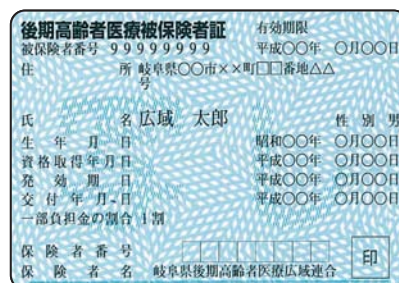 後期高齢者医療被保険者証 有効期限
被保険者番号 99999999 平成○○年 ○月○○日
住所 岐阜県○○市××町□□番地△△
号
氏名 広域 太郎 性別 男
生年月日 昭和○○年 ○月○○日
資格取得年月日 平成○○年 ○月○○日
発効期日 平成○○年 ○月○○日
交付年月日 平成○○年 ○月○○日
一部負担金の割合 1割
保険者番号
保険者名 岐阜県後期高齢者医療広域連合 印